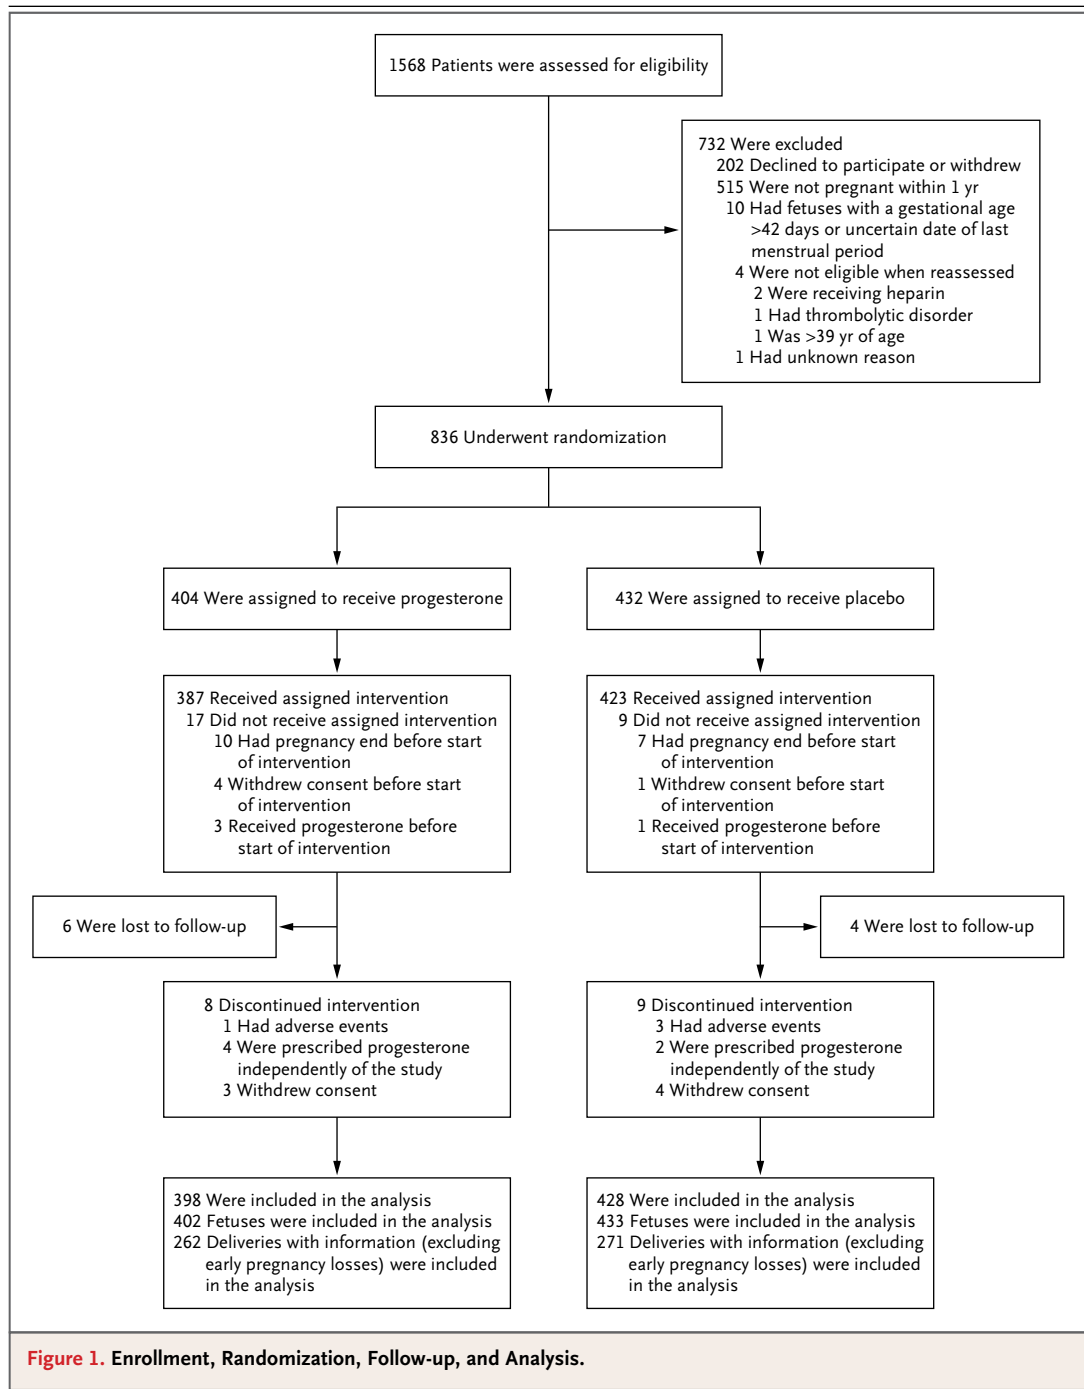 1568 Patients were assessed for eligibility
732 Were excluded
202 Declined to participate or withdrew
515 Were not pregnant within 1 yr
10 Had fetuses with a gestational age
>42 days or uncertain date of last
menstrual period
4 Were not eligible when reassessed
2 Were receiving heparin
1 Had thrombolytic disorder
1 Was >39 yr of age
1 Had unknown reason
836 Underwent randomization
404 Were assigned to receive progesterone
432 Were assigned to receive placebo
387 Received assigned intervention
17 Did not receive assigned intervention
10 Had pregnancy end before start
of intervention
4 Withdrew consent before start
of intervention
3 Received progesterone before
start of intervention
423 Received assigned intervention
9 Did not receive assigned intervention
7 Had pregnancy end before start
of intervention
1 Withdrew consent before start
of intervention
1 Received progesterone before
start of intervention
6 Were lost to follow-up
4 Were lost to follow-up
8 Discontinued intervention
1 Had adverse events
4 Were prescribed progesterone
independently of the study
3 Withdrew consent
9 Discontinued intervention
3 Had adverse events
2 Were prescribed progesterone
independently of the study
4 Withdrew consent
398 Were included in the analysis
402 Fetuses were included in the analysis
262 Deliveries with information (excluding
early pregnancy losses) were included
in the analysis
428 Were included in the analysis
433 Fetuses were included in the analysis
271 Deliveries with information (excluding
early pregnancy losses) were included
in the analysis
Figure 1. Enrollment, Randomization, Follow-up, and Analysis.